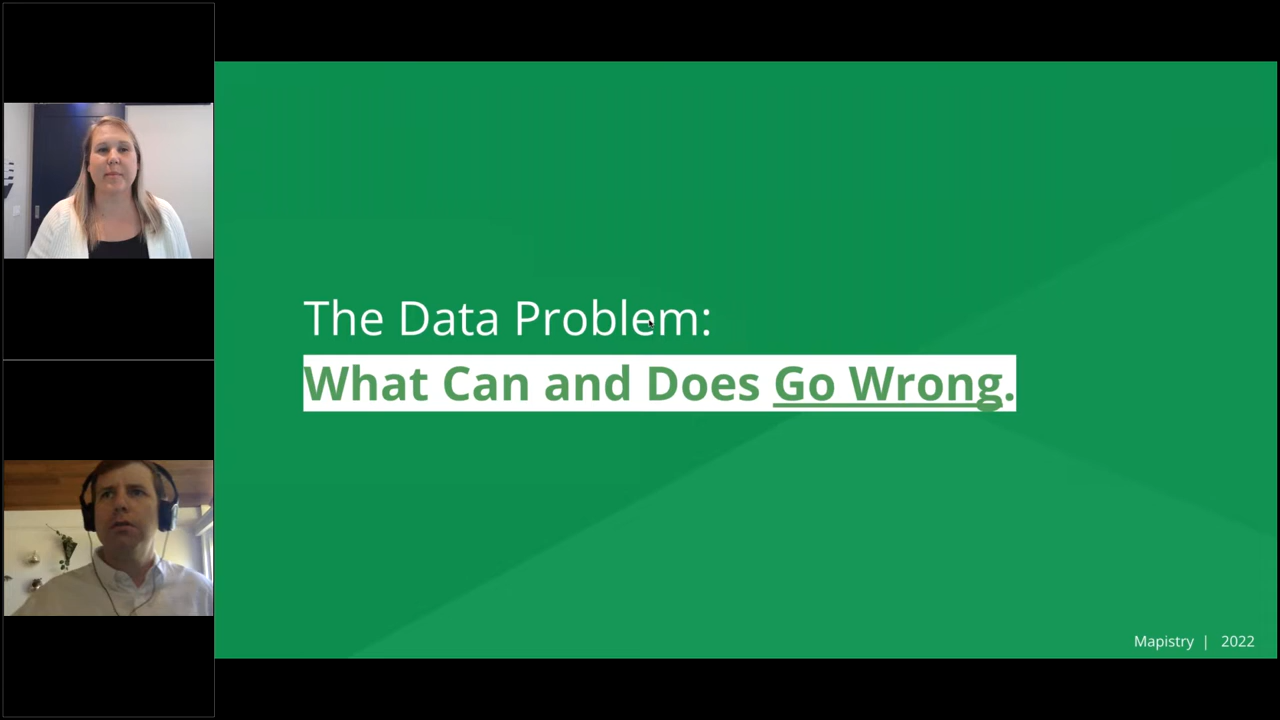 The Data Problem:
What Can and Does Go Wrong.
Mapistry | 2022